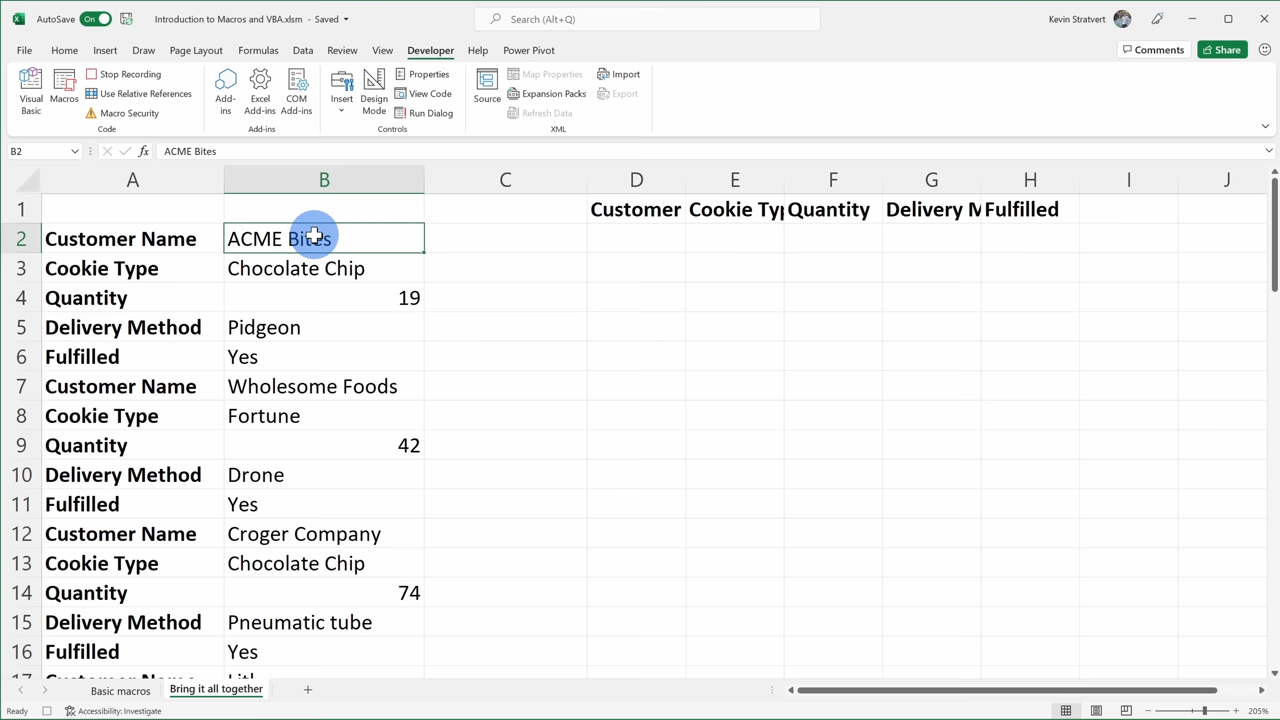 AutoSave On Introduction to Macros and VBA.xlsm - Saved Search (Alt+Q) Kevin Stratvert
File Home Insert Draw Page Layout Formulas Data Review View Developer Help Power Pivot Comments Share
Visual Basic
Macros
Stop Recording
Use Relative References
Macro Security
Code
Add-ins
Excel Add-ins
COM Add-ins
Add-ins
Insert
Design Mode
Properties
View Code
Run Dialog
Controls
Source
Map Properties
Expansion Packs
Refresh Data
Import
Export
XML
B2 fx ACME Bites
A B C D E F G H I J
1 Customer Cookie Typ Quantity Delivery M Fulfilled
2 Customer Name ACME Bites
3 Cookie Type Chocolate Chip
4 Quantity 19
5 Delivery Method Pidgeon
6 Fulfilled Yes
7 Customer Name Wholesome Foods
8 Cookie Type Fortune
9 Quantity 42
10 Delivery Method Drone
11 Fulfilled Yes
12 Customer Name Croger Company
13 Cookie Type Chocolate Chip
14 Quantity 74
15 Delivery Method Pneumatic tube
16 Fulfilled Yes
17 Customer Name
Basic macros Bring it all together
Ready Accessibility: Investigate 205%